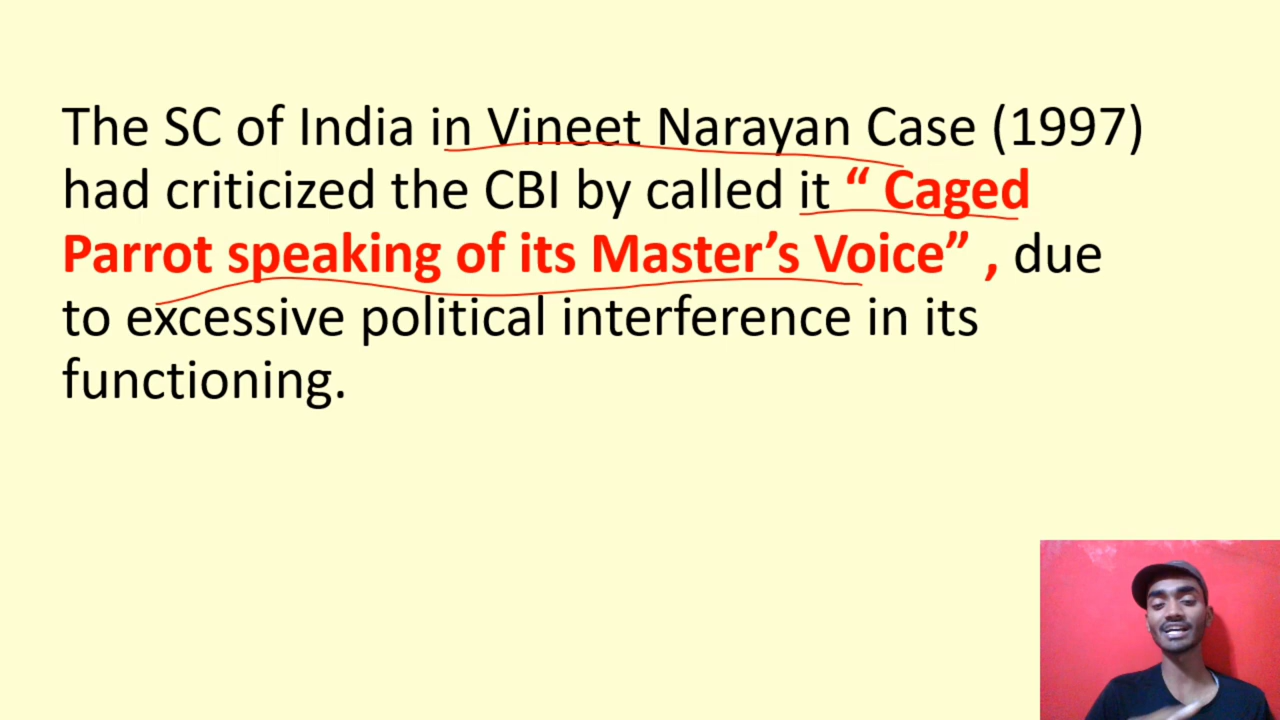 The SC of India in Vineet Narayan Case (1997)
had criticized the CBI by called it “ Caged
Parrot speaking of its Master’s Voice” , due
to excessive political interference in its
functioning.